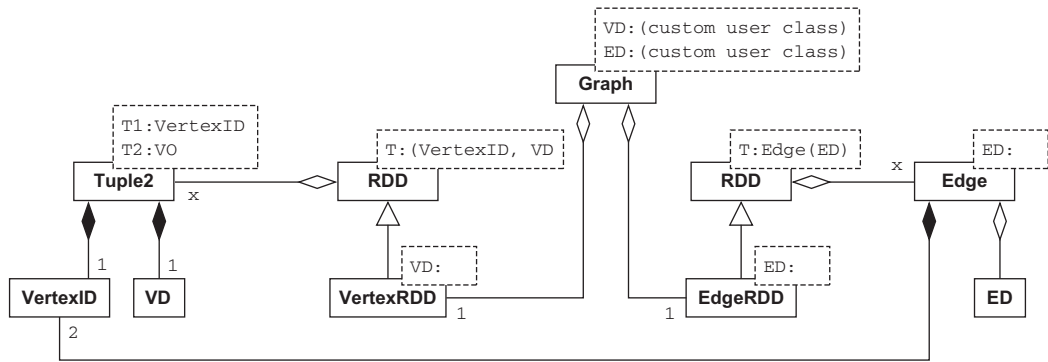 VD:(custom user class)
ED:(custom user class)
Graph
T1:VertexID
T2:VO
Tuple2
T:(VertexID, VD
RDD
T:Edge(ED)
RDD
ED:
Edge
x
x
1
1
VD:
ED:
VertexID
VD
VertexRDD
1
1
EdgeRDD
ED
2